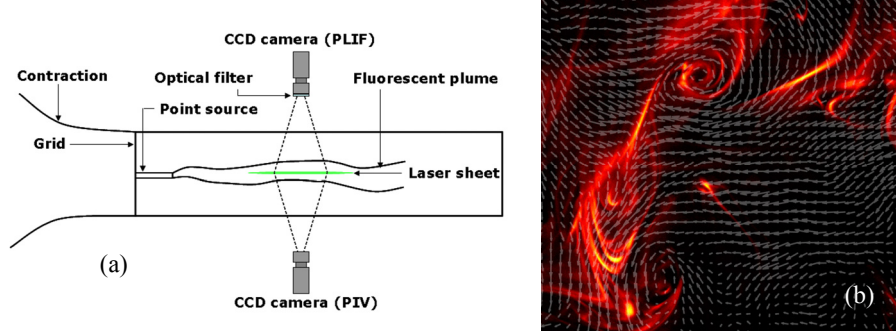 CCD camera (PLIF)
Contraction
Optical filter
Fluorescent plume
Point source
Grid
Laser sheet
(a)
CCD camera (PIV)
(b)